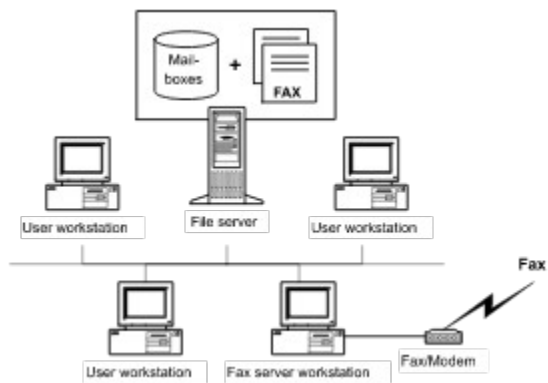 Mail-
boxes
+
FAX
User workstation
File server
User workstation
Fax
User workstation
Fax server workstation
Fax/Modem